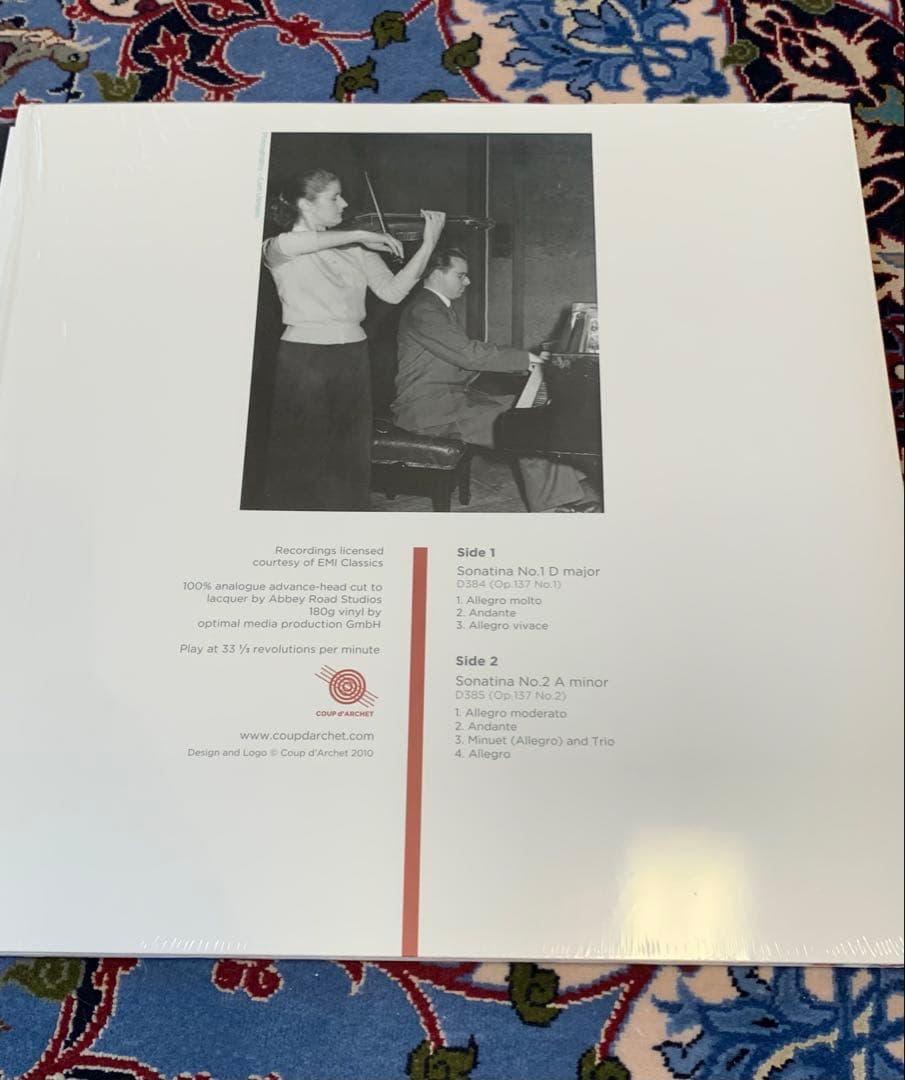 Recordings licensed
courtesy of EMI Classics
100% analogue advance-head cut to
lacquer by Abbey Road Studios
180g vinyl by
optimal media production GmbH
Play at 33 ⅓ revolutions per minute
COUP d'ARCHET
www.coupdarchet.com
Design and Logo © Coup d'Archet 2010
Side 1
Sonatina No.1 D major
D384 (Op.137 No.1)
1. Allegro molto
2. Andante
3. Allegro vivace
Side 2
Sonatina No.2 A minor
D385 (Op.137 No.2)
1. Allegro moderato
2. Andante
3. Minuet (Allegro) and Trio
4. Allegro